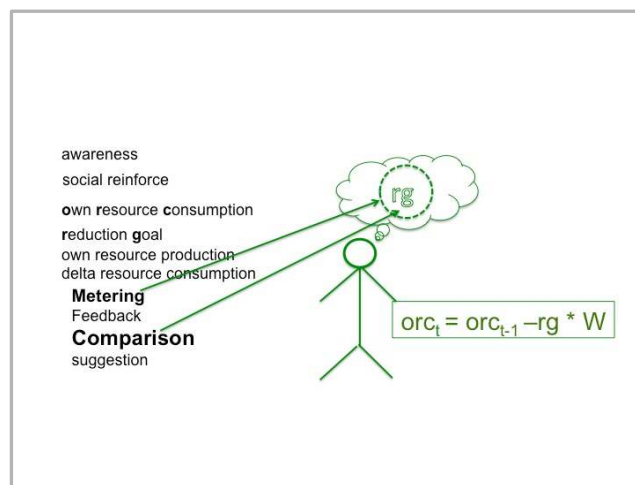 awareness
social reinforce
own resource consumption
reduction goal
own resource production
delta resource consumption
Metering
Feedback
Comparison
suggestion
rg
orcₜ = orcₜ₋₁ –rg * W